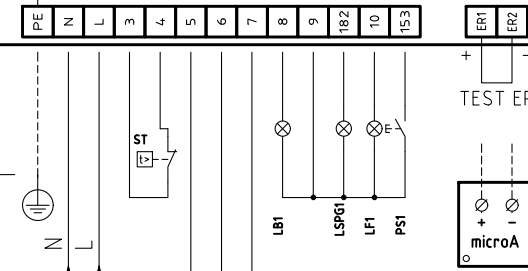 PE N L 3 4 5 6 7 8 9 182 10 153 ER1 ER2
+ -
TEST ER
ST
t>
E
LB1 LSPG1 LF1 PS1
N L
+ -
microA